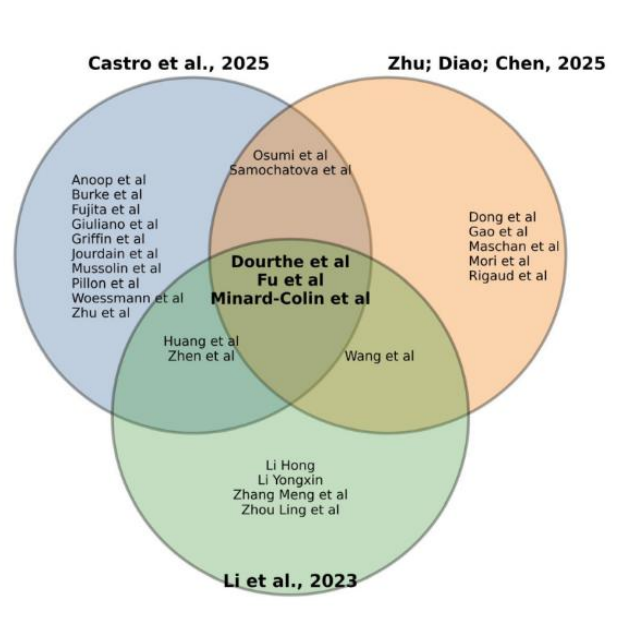 Castro et al., 2025
Zhu; Diao; Chen, 2025
Osumi et al
Samochatova et al
Anoop et al
Burke et al
Fujita et al
Giuliano et al
Griffin et al
Jourdain et al
Mussolin et al
Pillon et al
Woessmann et al
Zhu et al
Dong et al
Gao et al
Maschan et al
Mori et al
Rigaud et al
Dourthe et al
Fu et al
Minard-Colin et al
Huang et al
Zhen et al
Wang et al
Li Hong
Li Yongxin
Zhang Meng et al
Zhou Ling et al
Li et al., 2023